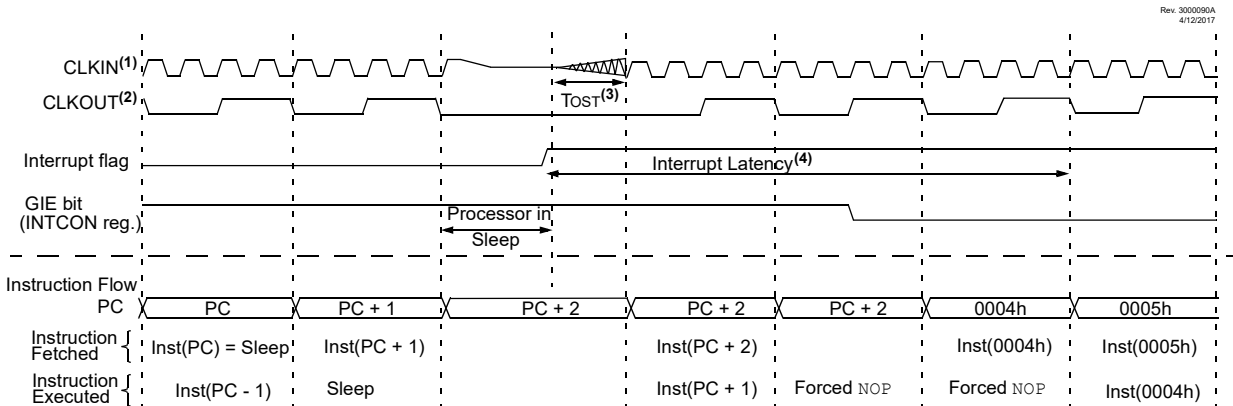 Rev. 3000090A
4/12/2017
CLKIN(1)
CLKOUT(2)
TOST(3)
Interrupt flag
Interrupt Latency(4)
GIE bit
(INTCON reg.)
Processor in
Sleep
Instruction Flow
PC PC PC + 1 PC + 2 PC + 2 PC + 2 0004h 0005h
Instruction
Fetched { Inst(PC) = Sleep Inst(PC + 1) Inst(PC + 2) Inst(0004h) Inst(0005h)
Instruction
Executed { Inst(PC - 1) Sleep Inst(PC + 1) Forced NOP Forced NOP Inst(0004h)